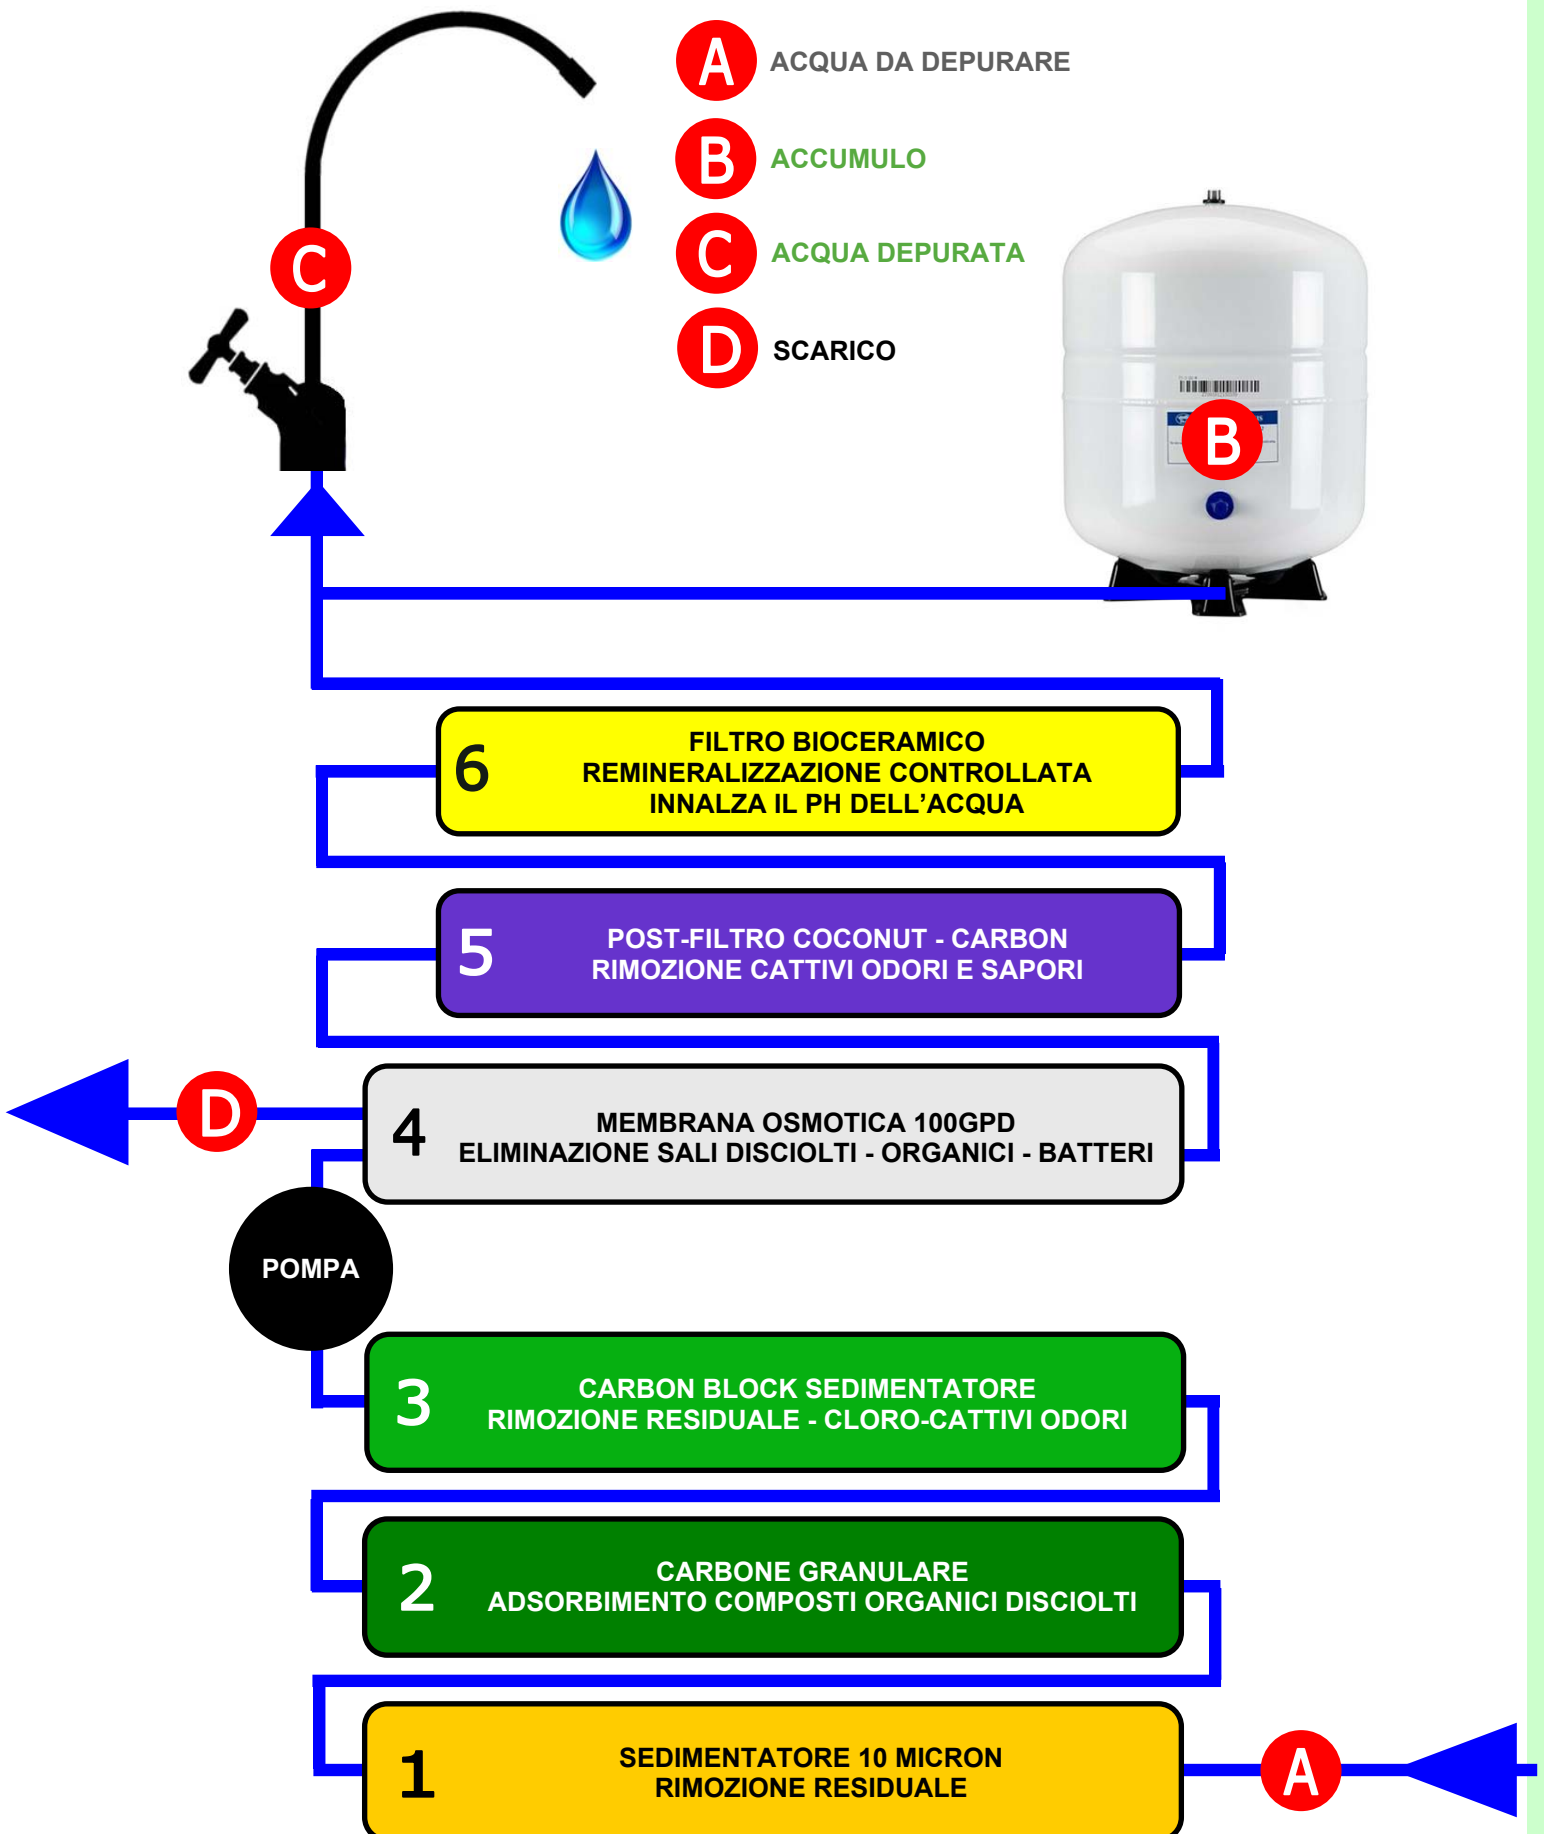 A ACQUA DA DEPURARE
B ACCUMULO
C ACQUA DEPURATA
D SCARICO
C
B
6
FILTRO BIOCERAMICO
REMINERALIZZAZIONE CONTROLLATA
INNALZA IL PH DELL’ACQUA
5
POST-FILTRO COCONUT - CARBON
RIMOZIONE CATTIVI ODORI E SAPORI
D
4
MEMBRANA OSMOTICA 100GPD
ELIMINAZIONE SALI DISCIOLTI - ORGANICI - BATTERI
POMPA
3
CARBON BLOCK SEDIMENTATORE
RIMOZIONE RESIDUALE - CLORO-CATTIVI ODORI
2
CARBONE GRANULARE
ADSORBIMENTO COMPOSTI ORGANICI DISCIOLTI
1
SEDIMENTATORE 10 MICRON
RIMOZIONE RESIDUALE
A